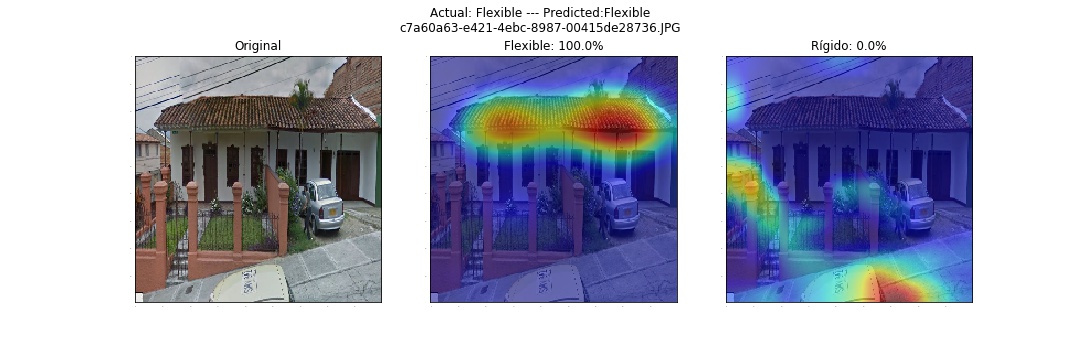 Actual: Flexible --- Predicted:Flexible
c7a60a63-e421-4ebc-8987-00415de28736.JPG
Original
Flexible: 100.0%
Rígido: 0.0%